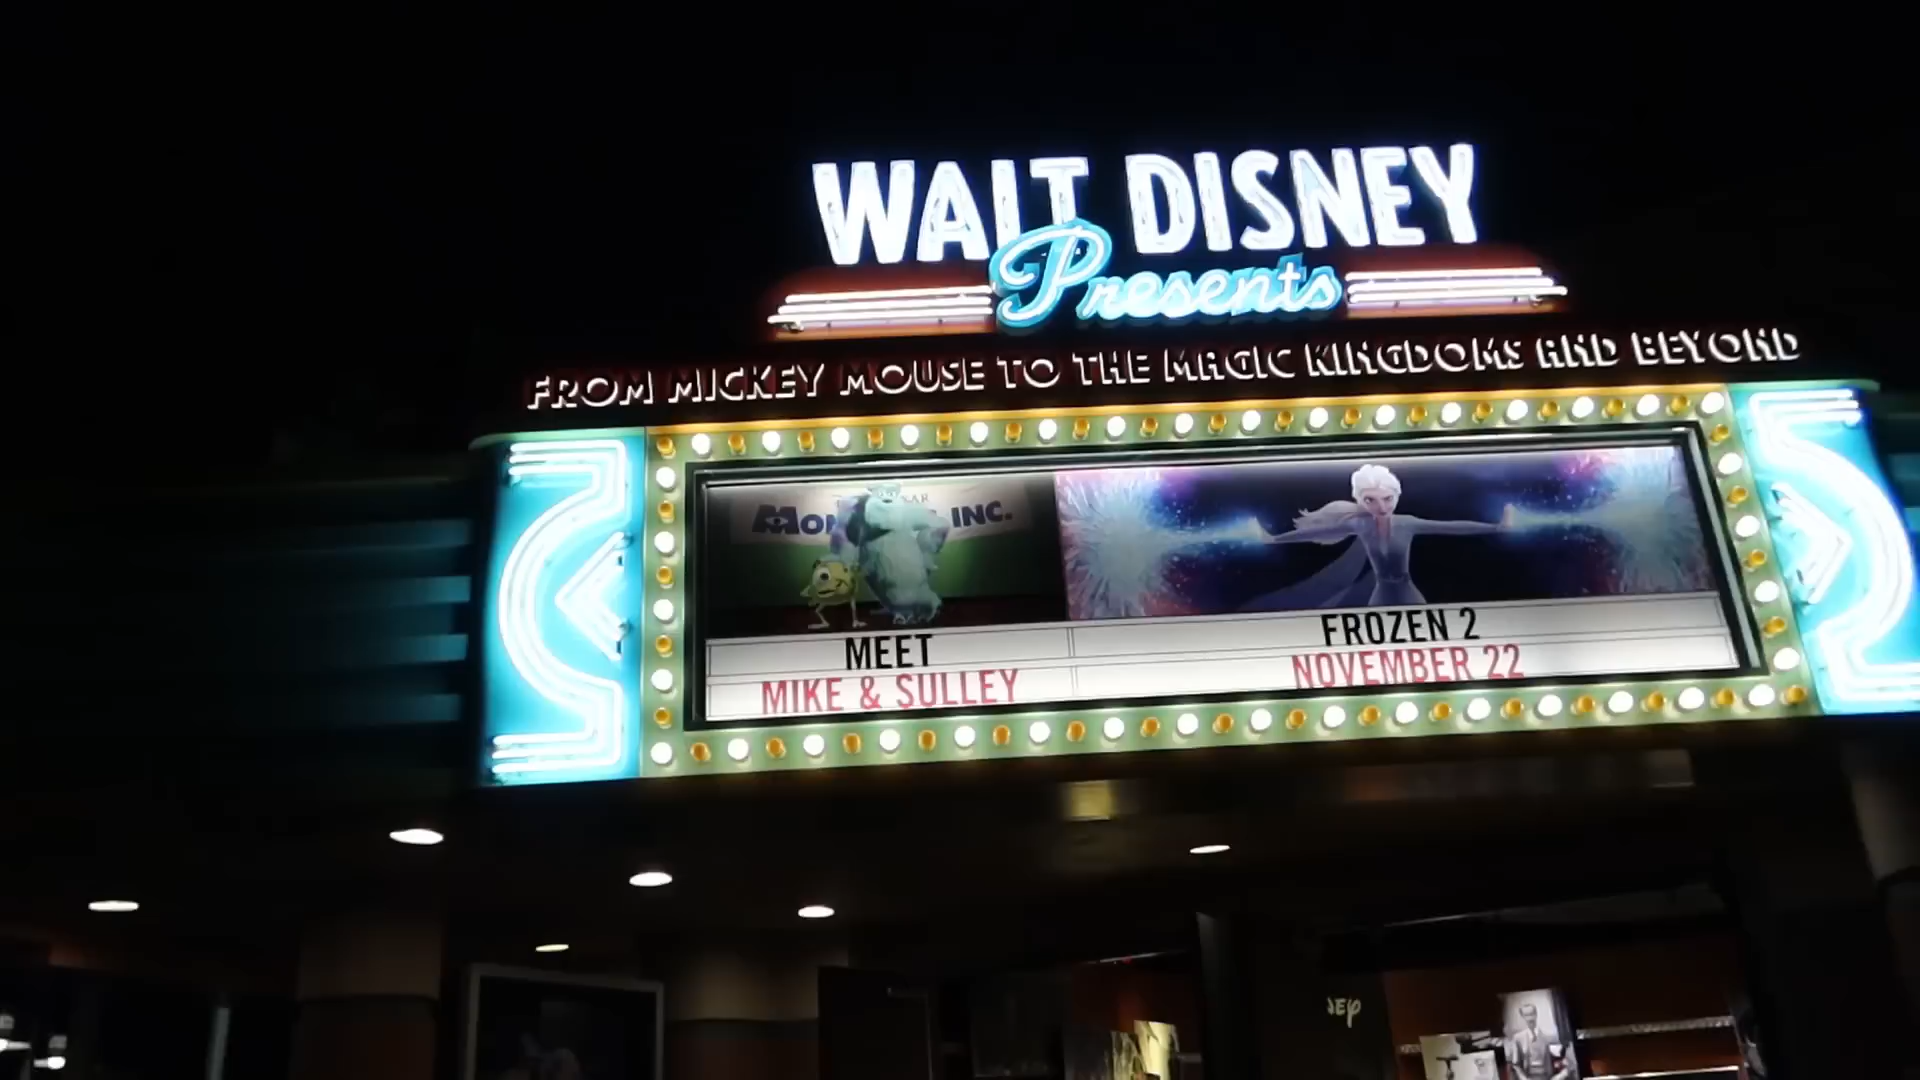 WALT DISNEY
Presents
FROM MICKEY MOUSE TO THE MAGIC KINGDOMS AND BEYOND
INC.
MEET
MIKE & SULLEY
FROZEN 2
NOVEMBER 22